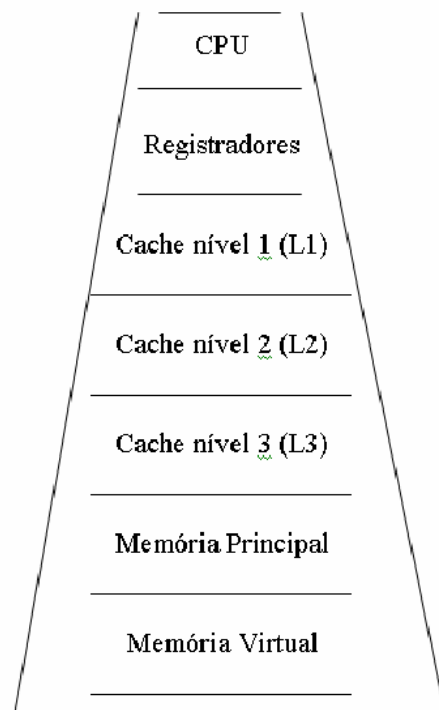 CPU
Registradores
Cache nível 1 (L1)
Cache nível 2 (L2)
Cache nível 3 (L3)
Memória Principal
Memória Virtual